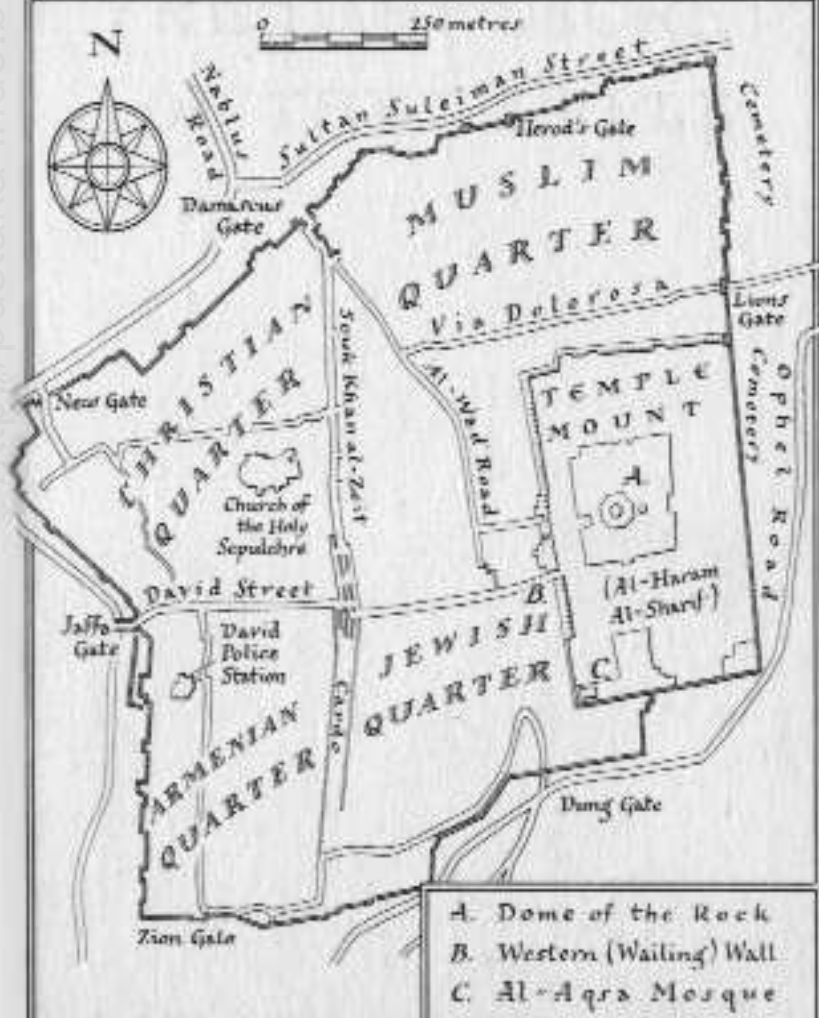 N
0 250 metres
Nablus
Road
Sultan Suleiman Street
Herod's Gate
Cemetery
Damascus
Gate
MUSLIM
QUARTER
Via Dolorosa
Lions
Gate
Cemetery
Ophel Road
New Gate
CHRISTIAN
QUARTER
Souk Khan al-Zeit
Al-Wad Road
TEMPLE
MOUNT
A.
Church of
the Holy
Sepulchre
(Al-Haram
Al-Sharif)
David Street
B.
Jaffa
Gate
David
Police
Station
JEWISH
QUARTER
C.
Cardo
ARMENIAN
QUARTER
Dung Gate
Zion Gate
A. Dome of the Rock
B. Western (Wailing) Wall
C. Al-Aqsa Mosque